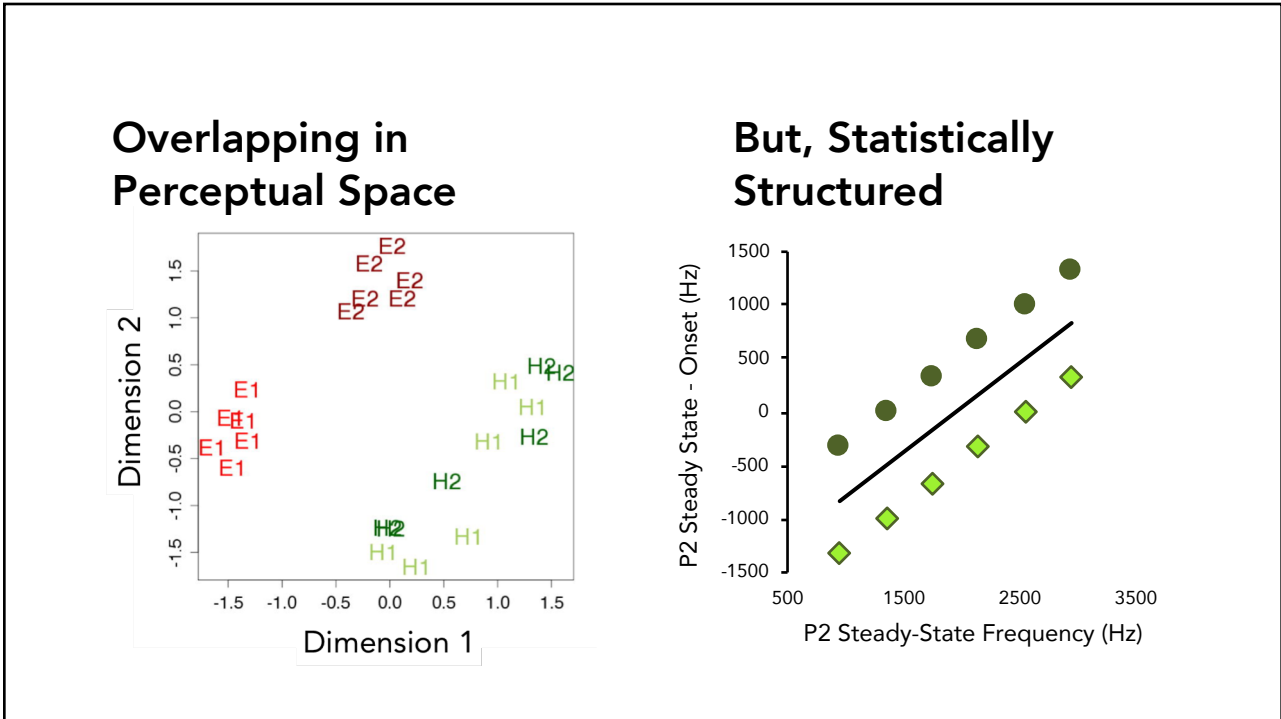 Overlapping in
Perceptual Space
But, Statistically
Structured
Dimension 2
1.5
1.0
0.5
0.0
-0.5
-1.0
-1.5
E2
E2
E2
E2
E2
E2
E1
E1
E1
E1
E1
E1
H2
H2
H1
H1
H2
H1
H2
H2
H2
H1
H1
H1
-1.5 -1.0 -0.5 0.0 0.5 1.0 1.5
Dimension 1
P2 Steady State - Onset (Hz)
1500
1000
500
0
-500
-1000
-1500
500 1500 2500 3500
P2 Steady-State Frequency (Hz)